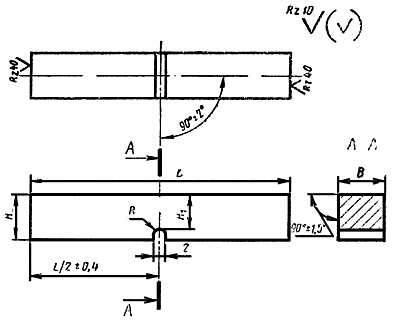 Rz 10 (√)
Rz 40
Rz 40
90°±2°
A
A A
L
B
H
R
H₁
90°±1,5°
2
L/2 ± 0,4
A